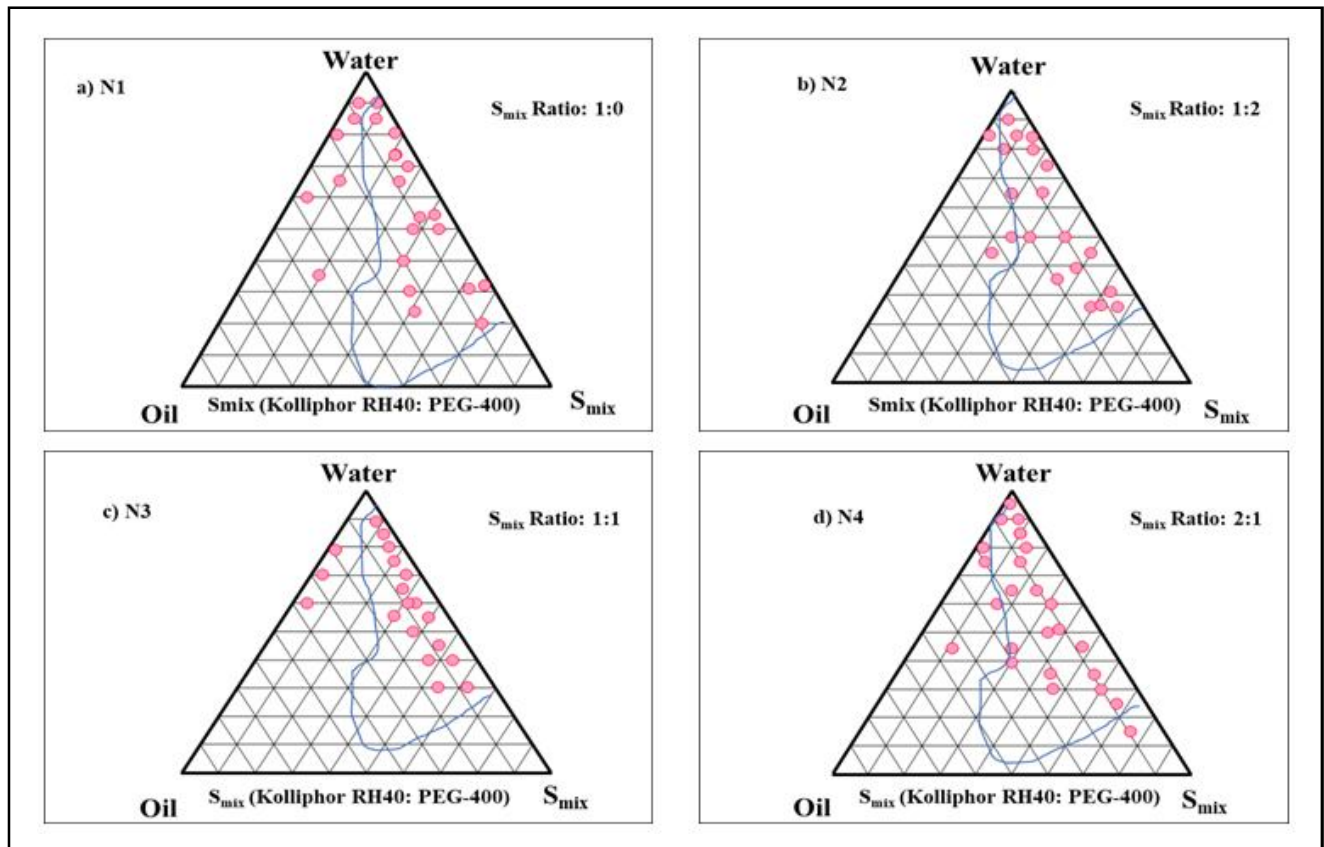 Water
a) N1
Smix Ratio: 1:0
Oil
Smix (Kolliphor RH40: PEG-400)
Smix
Water
b) N2
Smix Ratio: 1:2
Oil
Smix (Kolliphor RH40: PEG-400)
Smix
Water
c) N3
Smix Ratio: 1:1
Oil
Smix (Kolliphor RH40: PEG-400)
Smix
Water
d) N4
Smix Ratio: 2:1
Oil
Smix (Kolliphor RH40: PEG-400)
Smix